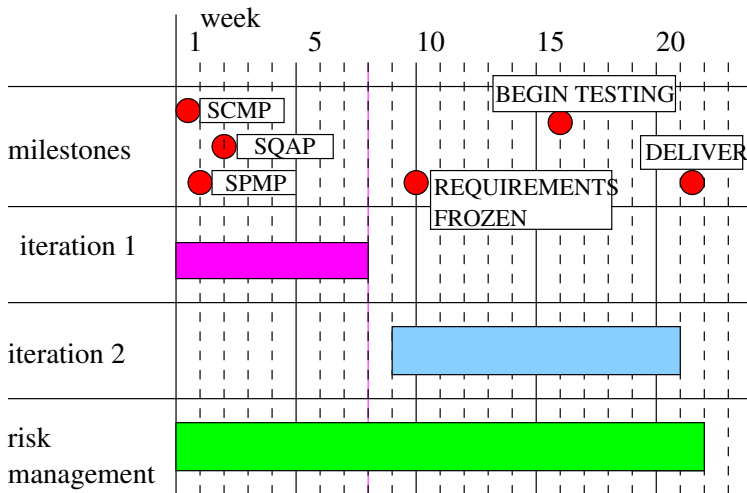 week
1 5 10 15 20
BEGIN TESTING
SCMP
milestones
SQAP
DELIVER
SPMP
REQUIREMENTS
FROZEN
iteration 1
iteration 2
risk
management